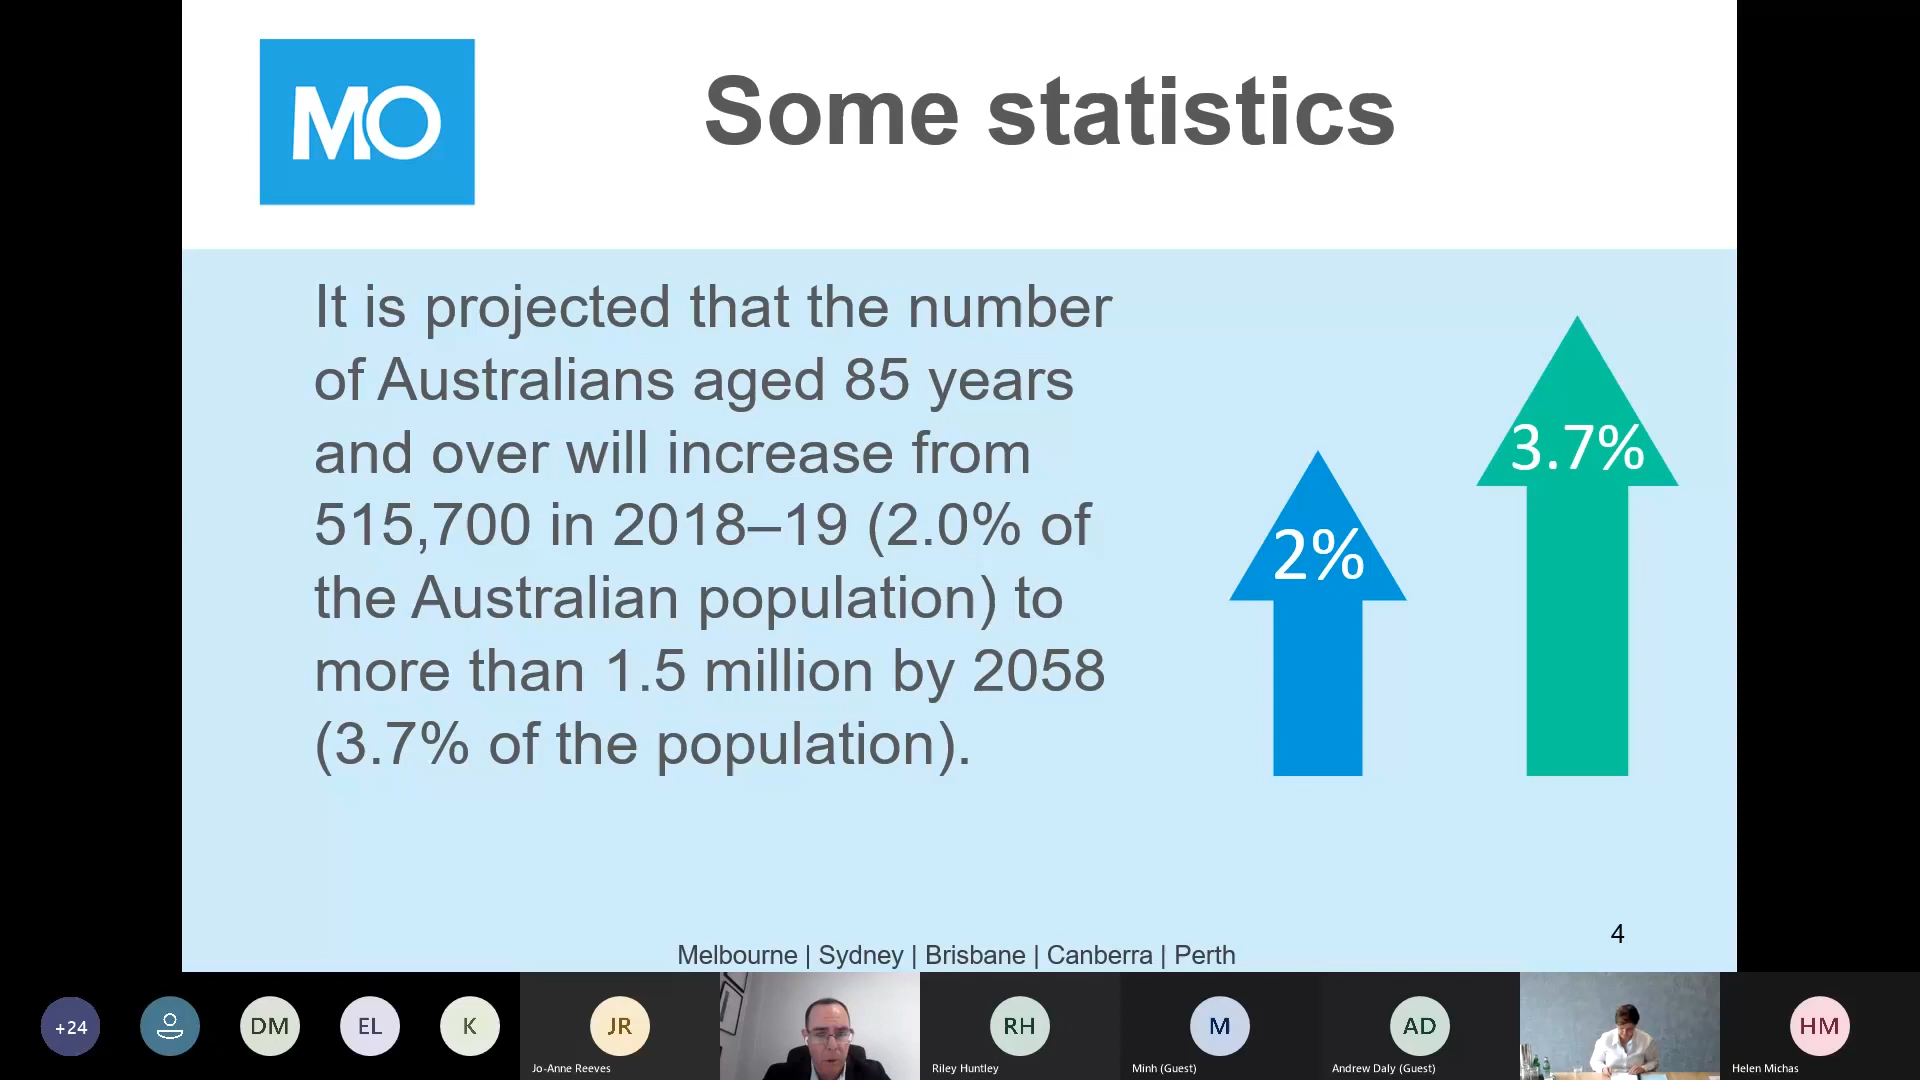 MO
Some statistics
It is projected that the number
of Australians aged 85 years
and over will increase from
515,700 in 2018–19 (2.0% of
the Australian population) to
more than 1.5 million by 2058
(3.7% of the population).
2%
3.7%
4
Melbourne | Sydney | Brisbane | Canberra | Perth
+24
DM
EL
K
JR
RH
M
AD
HM
Jo-Anne Reeves
Riley Huntley
Minh (Guest)
Andrew Daly (Guest)
Helen Michas